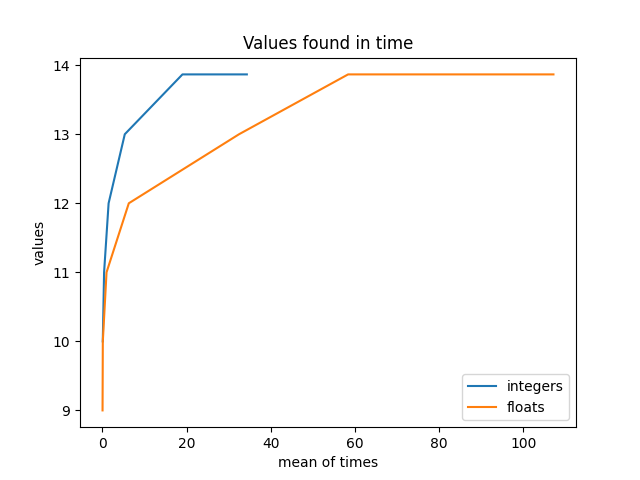 Values found in time
values
14
13
12
11
10
9
0 20 40 60 80 100
mean of times
integers
floats